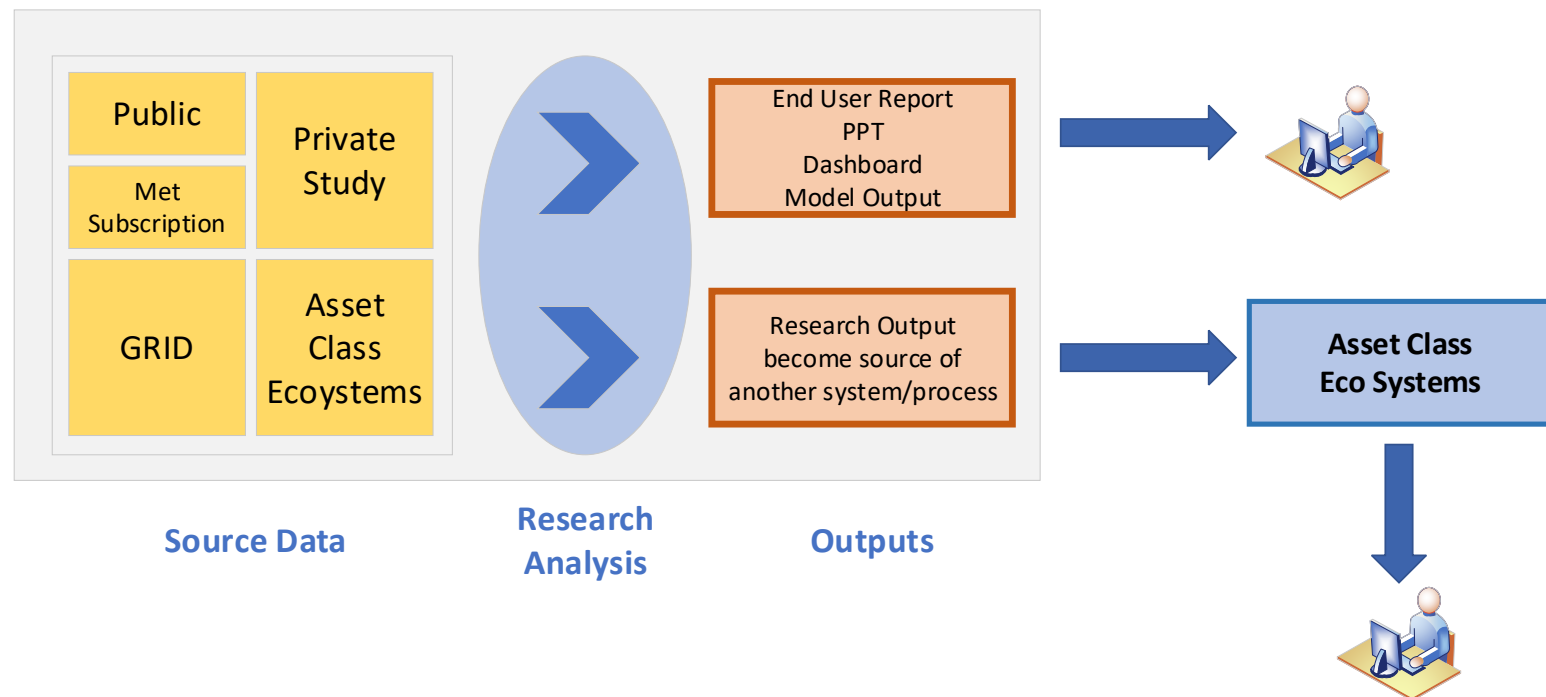 Public
Private
Study
Met
Subscription
GRID
Asset
Class
Ecoystems
End User Report
PPT
Dashboard
Model Output
Research Output
become source of
another system/process
Asset Class
Eco Systems
Source Data
Research
Analysis
Outputs